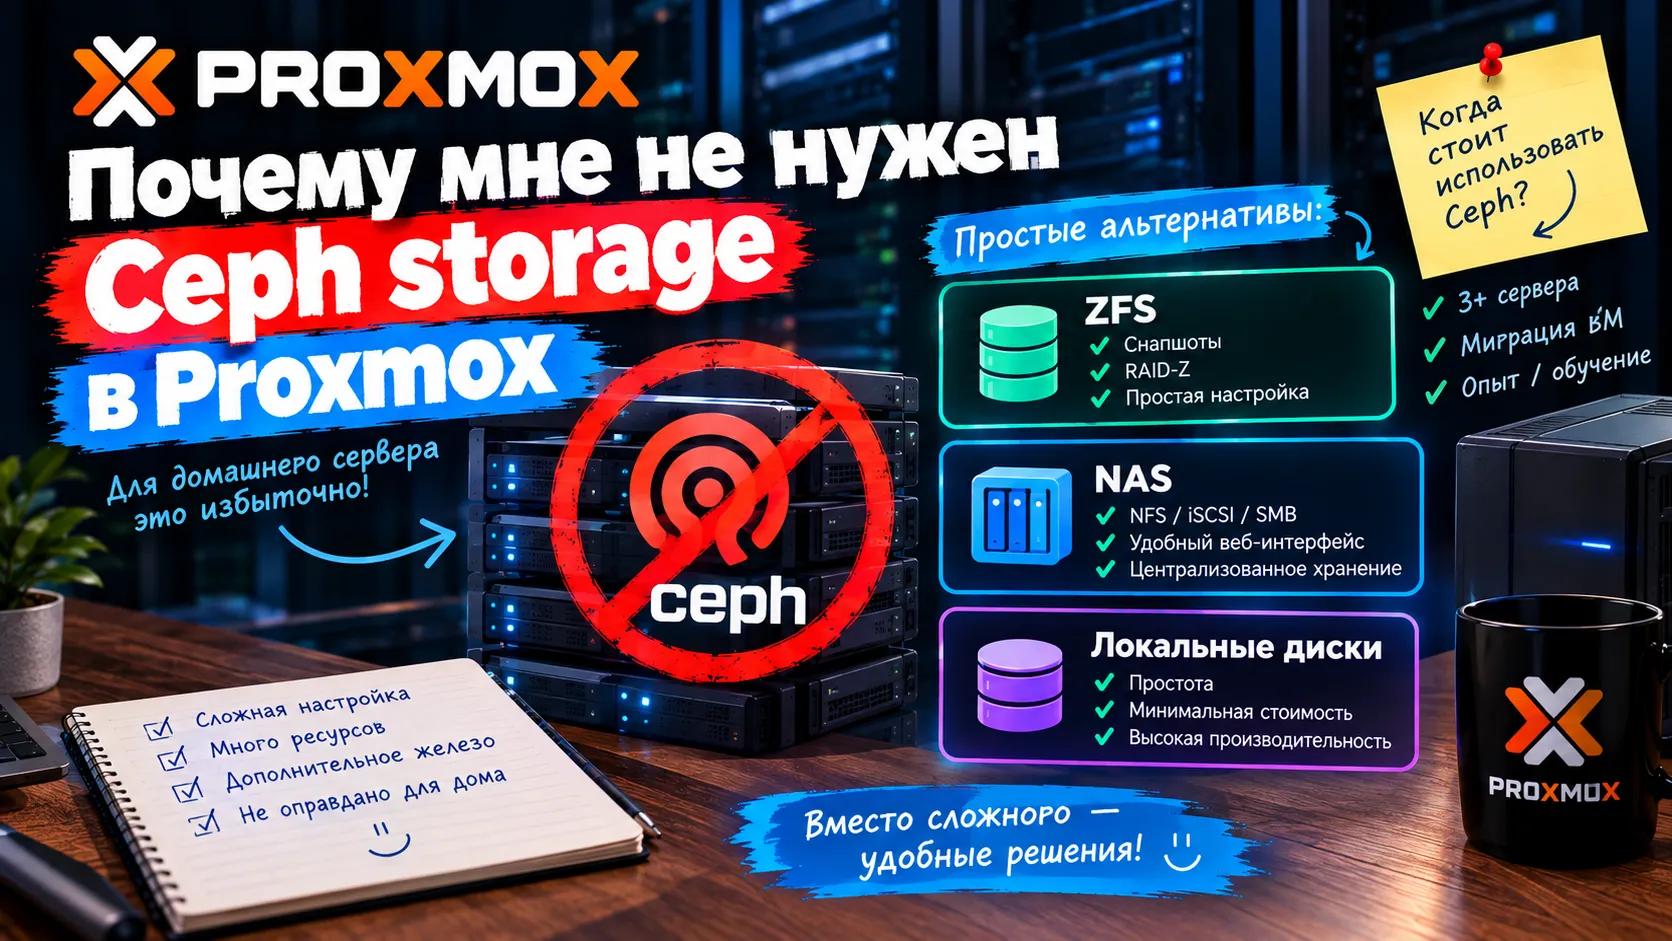 PROXMOX
Почему мне не нужен
Ceph storage
в Proxmox
Для домашнего сервера
это избыточно!
ceph
Сложная настройка
Много ресурсов
Дополнительное железо
Не оправдано для дома
Простые альтернативы:
ZFS
Снапшоты
RAID-Z
Простая настройка
NAS
NFS / iSCSI / SMB
Удобный веб-интерфейс
Централизованное хранение
Локальные диски
Простота
Минимальная стоимость
Высокая производительность
Когда
стоит
использовать
Ceph?
3+ сервера
Миграция ВМ
Опыт / обучение
Вместо сложного —
удобные решения!
PROXMOX